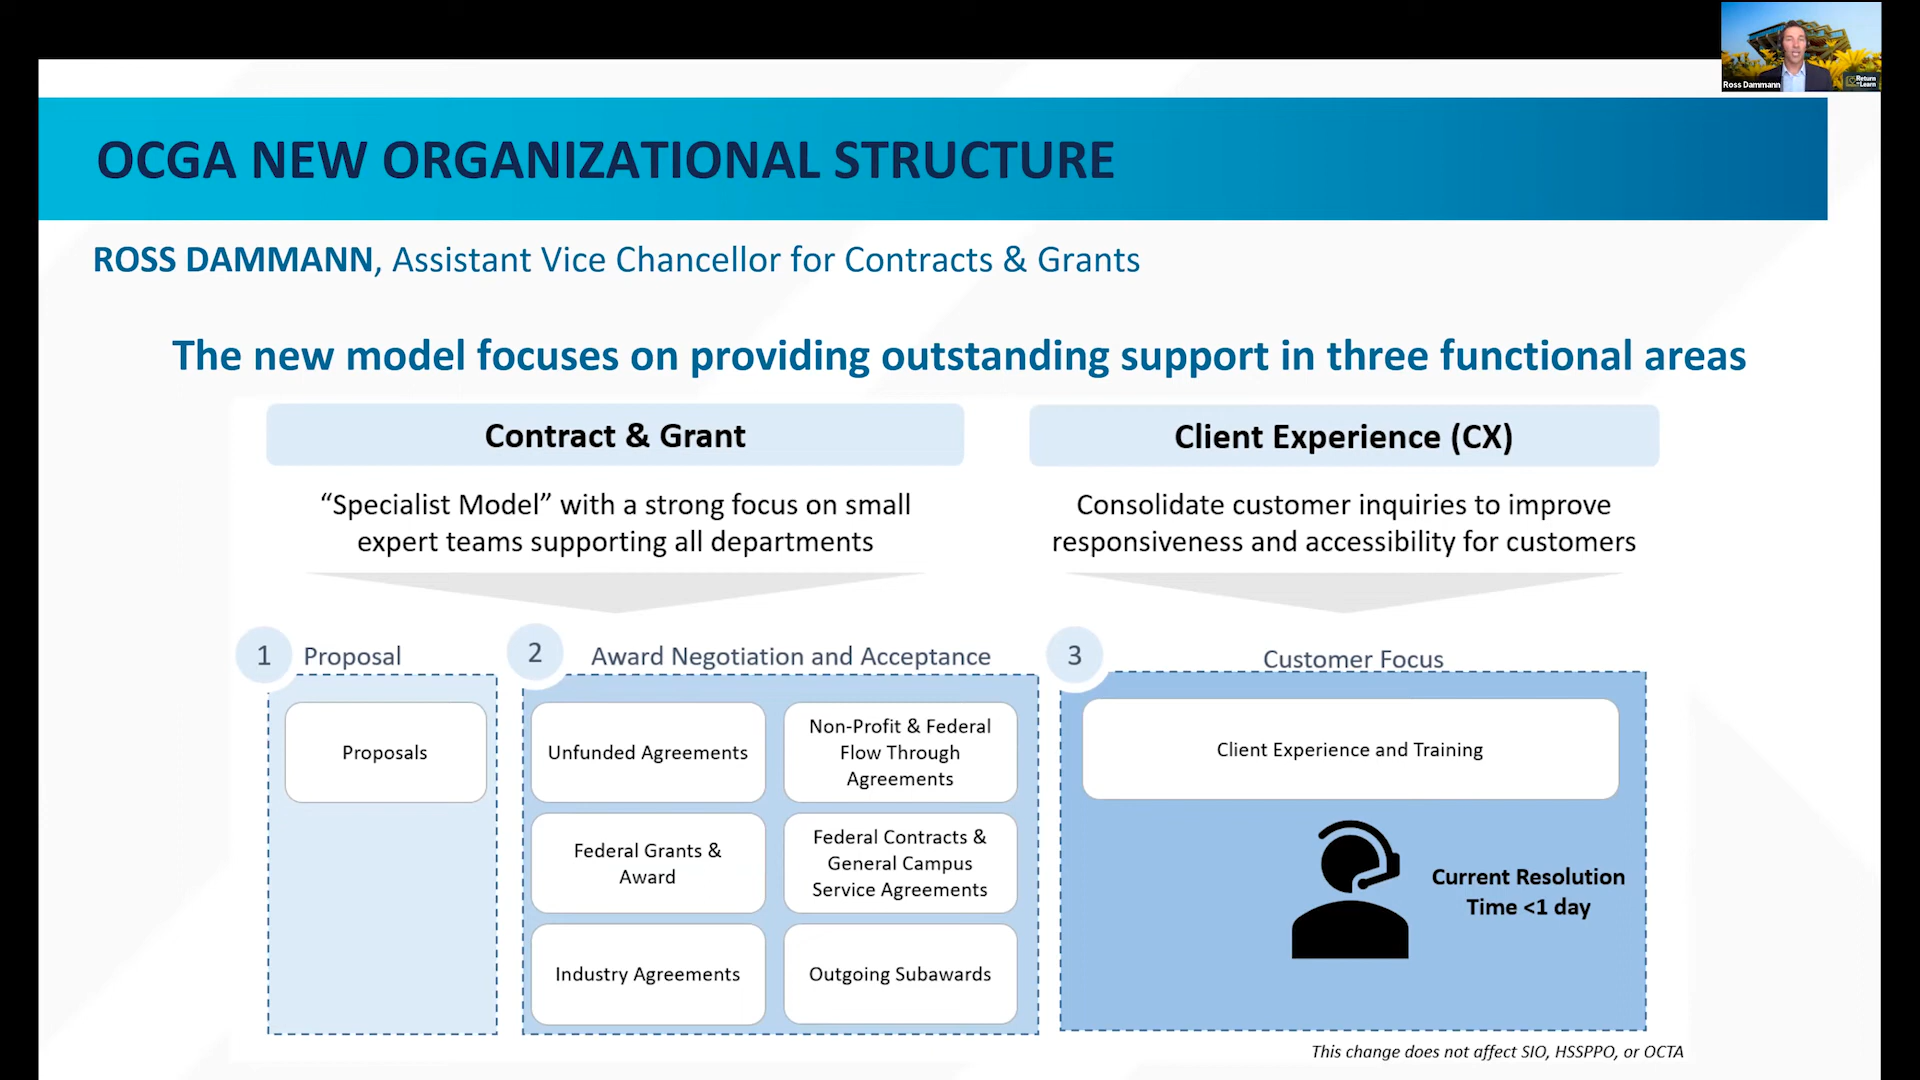 Ross Dammann
Return
to Learn
OCGA NEW ORGANIZATIONAL STRUCTURE
ROSS DAMMANN, Assistant Vice Chancellor for Contracts & Grants
The new model focuses on providing outstanding support in three functional areas
Contract & Grant
“Specialist Model” with a strong focus on small
expert teams supporting all departments
Client Experience (CX)
Consolidate customer inquiries to improve
responsiveness and accessibility for customers
1
Proposal
Proposals
2
Award Negotiation and Acceptance
Unfunded Agreements
Non-Profit & Federal
Flow Through
Agreements
Federal Grants &
Award
Federal Contracts &
General Campus
Service Agreements
Industry Agreements
Outgoing Subawards
3
Customer Focus
Client Experience and Training
Current Resolution
Time <1 day
This change does not affect SIO, HSSPPO, or OCTA